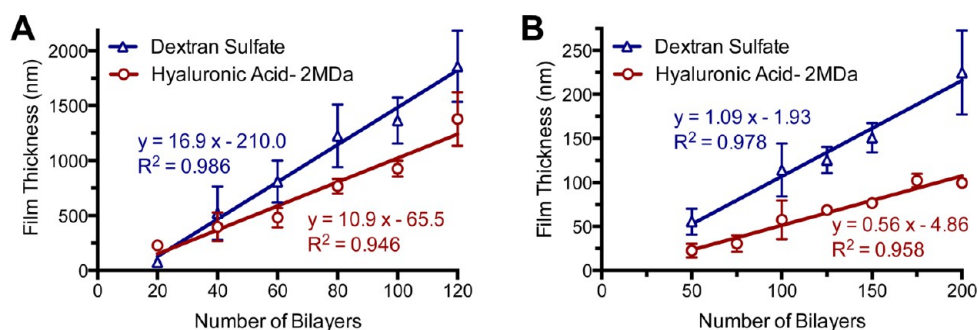 A
Film Thickness (nm)
2000
1500
1000
500
0
Dextran Sulfate
Hyaluronic Acid- 2MDa
y = 16.9 x - 210.0
R² = 0.986
y = 10.9 x - 65.5
R² = 0.946
0 20 40 60 80 100 120
Number of Bilayers
B
Film Thickness (nm)
250
200
150
100
50
0
Dextran Sulfate
Hyaluronic Acid- 2MDa
y = 1.09 x - 1.93
R² = 0.978
y = 0.56 x - 4.86
R² = 0.958
0 50 100 150 200
Number of Bilayers